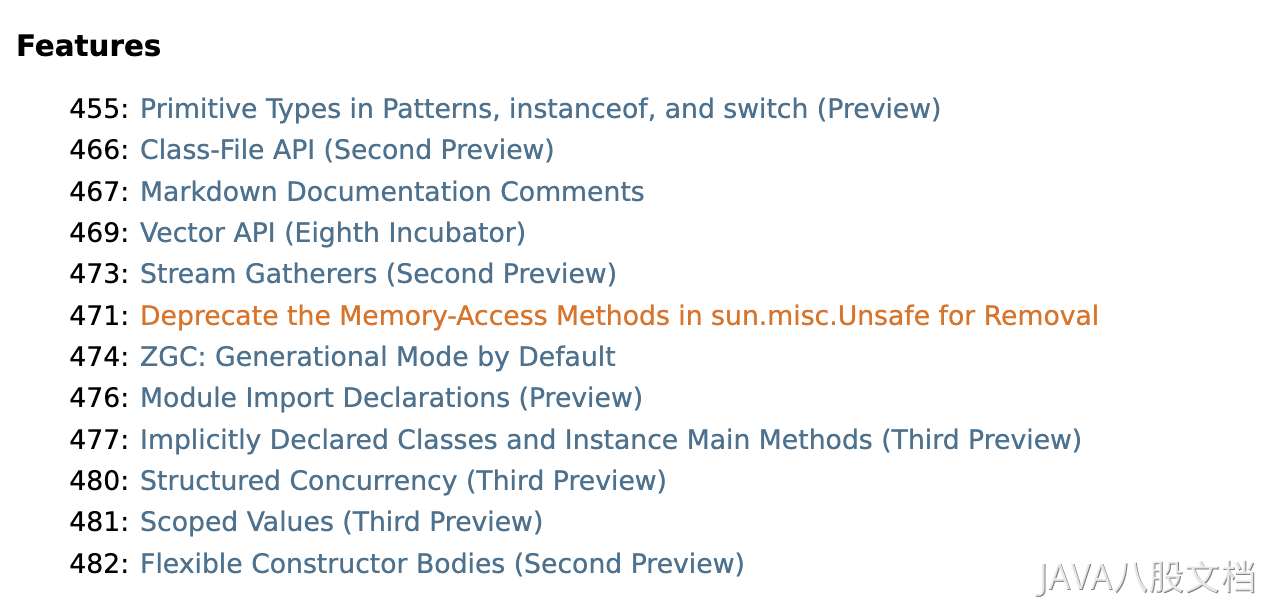 Features
455: Primitive Types in Patterns, instanceof, and switch (Preview)
466: Class-File API (Second Preview)
467: Markdown Documentation Comments
469: Vector API (Eighth Incubator)
473: Stream Gatherers (Second Preview)
471: Deprecate the Memory-Access Methods in sun.misc.Unsafe for Removal
474: ZGC: Generational Mode by Default
476: Module Import Declarations (Preview)
477: Implicitly Declared Classes and Instance Main Methods (Third Preview)
480: Structured Concurrency (Third Preview)
481: Scoped Values (Third Preview)
482: Flexible Constructor Bodies (Second Preview)
JAVA八股文档